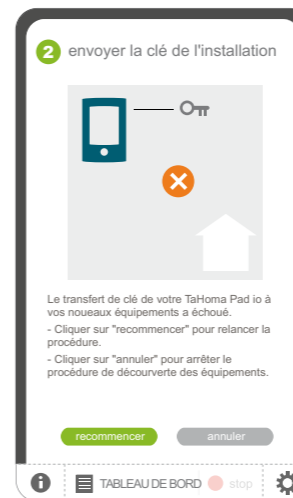 2 envoyer la clé de l'installation
Le transfert de clé de votre TaHoma Pad io à
vos noueaux équipements a échoué.
- Cliquer sur "recommencer" pour relancer la
procédure.
- Cliquer sur "annuler" pour arrêter le
procédure de découverte des équipements.
recommencer annuler
i TABLEAU DE BORD stop